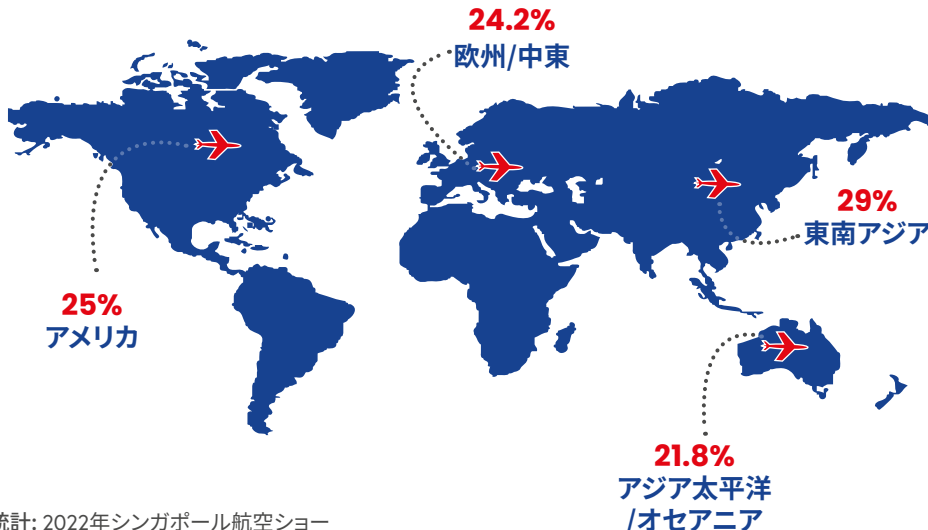 24.2%
欧州/中東
29%
東南アジア
25%
アメリカ
21.8%
アジア太平洋
/オセアニア
統計: 2022年シンガポール航空ショー